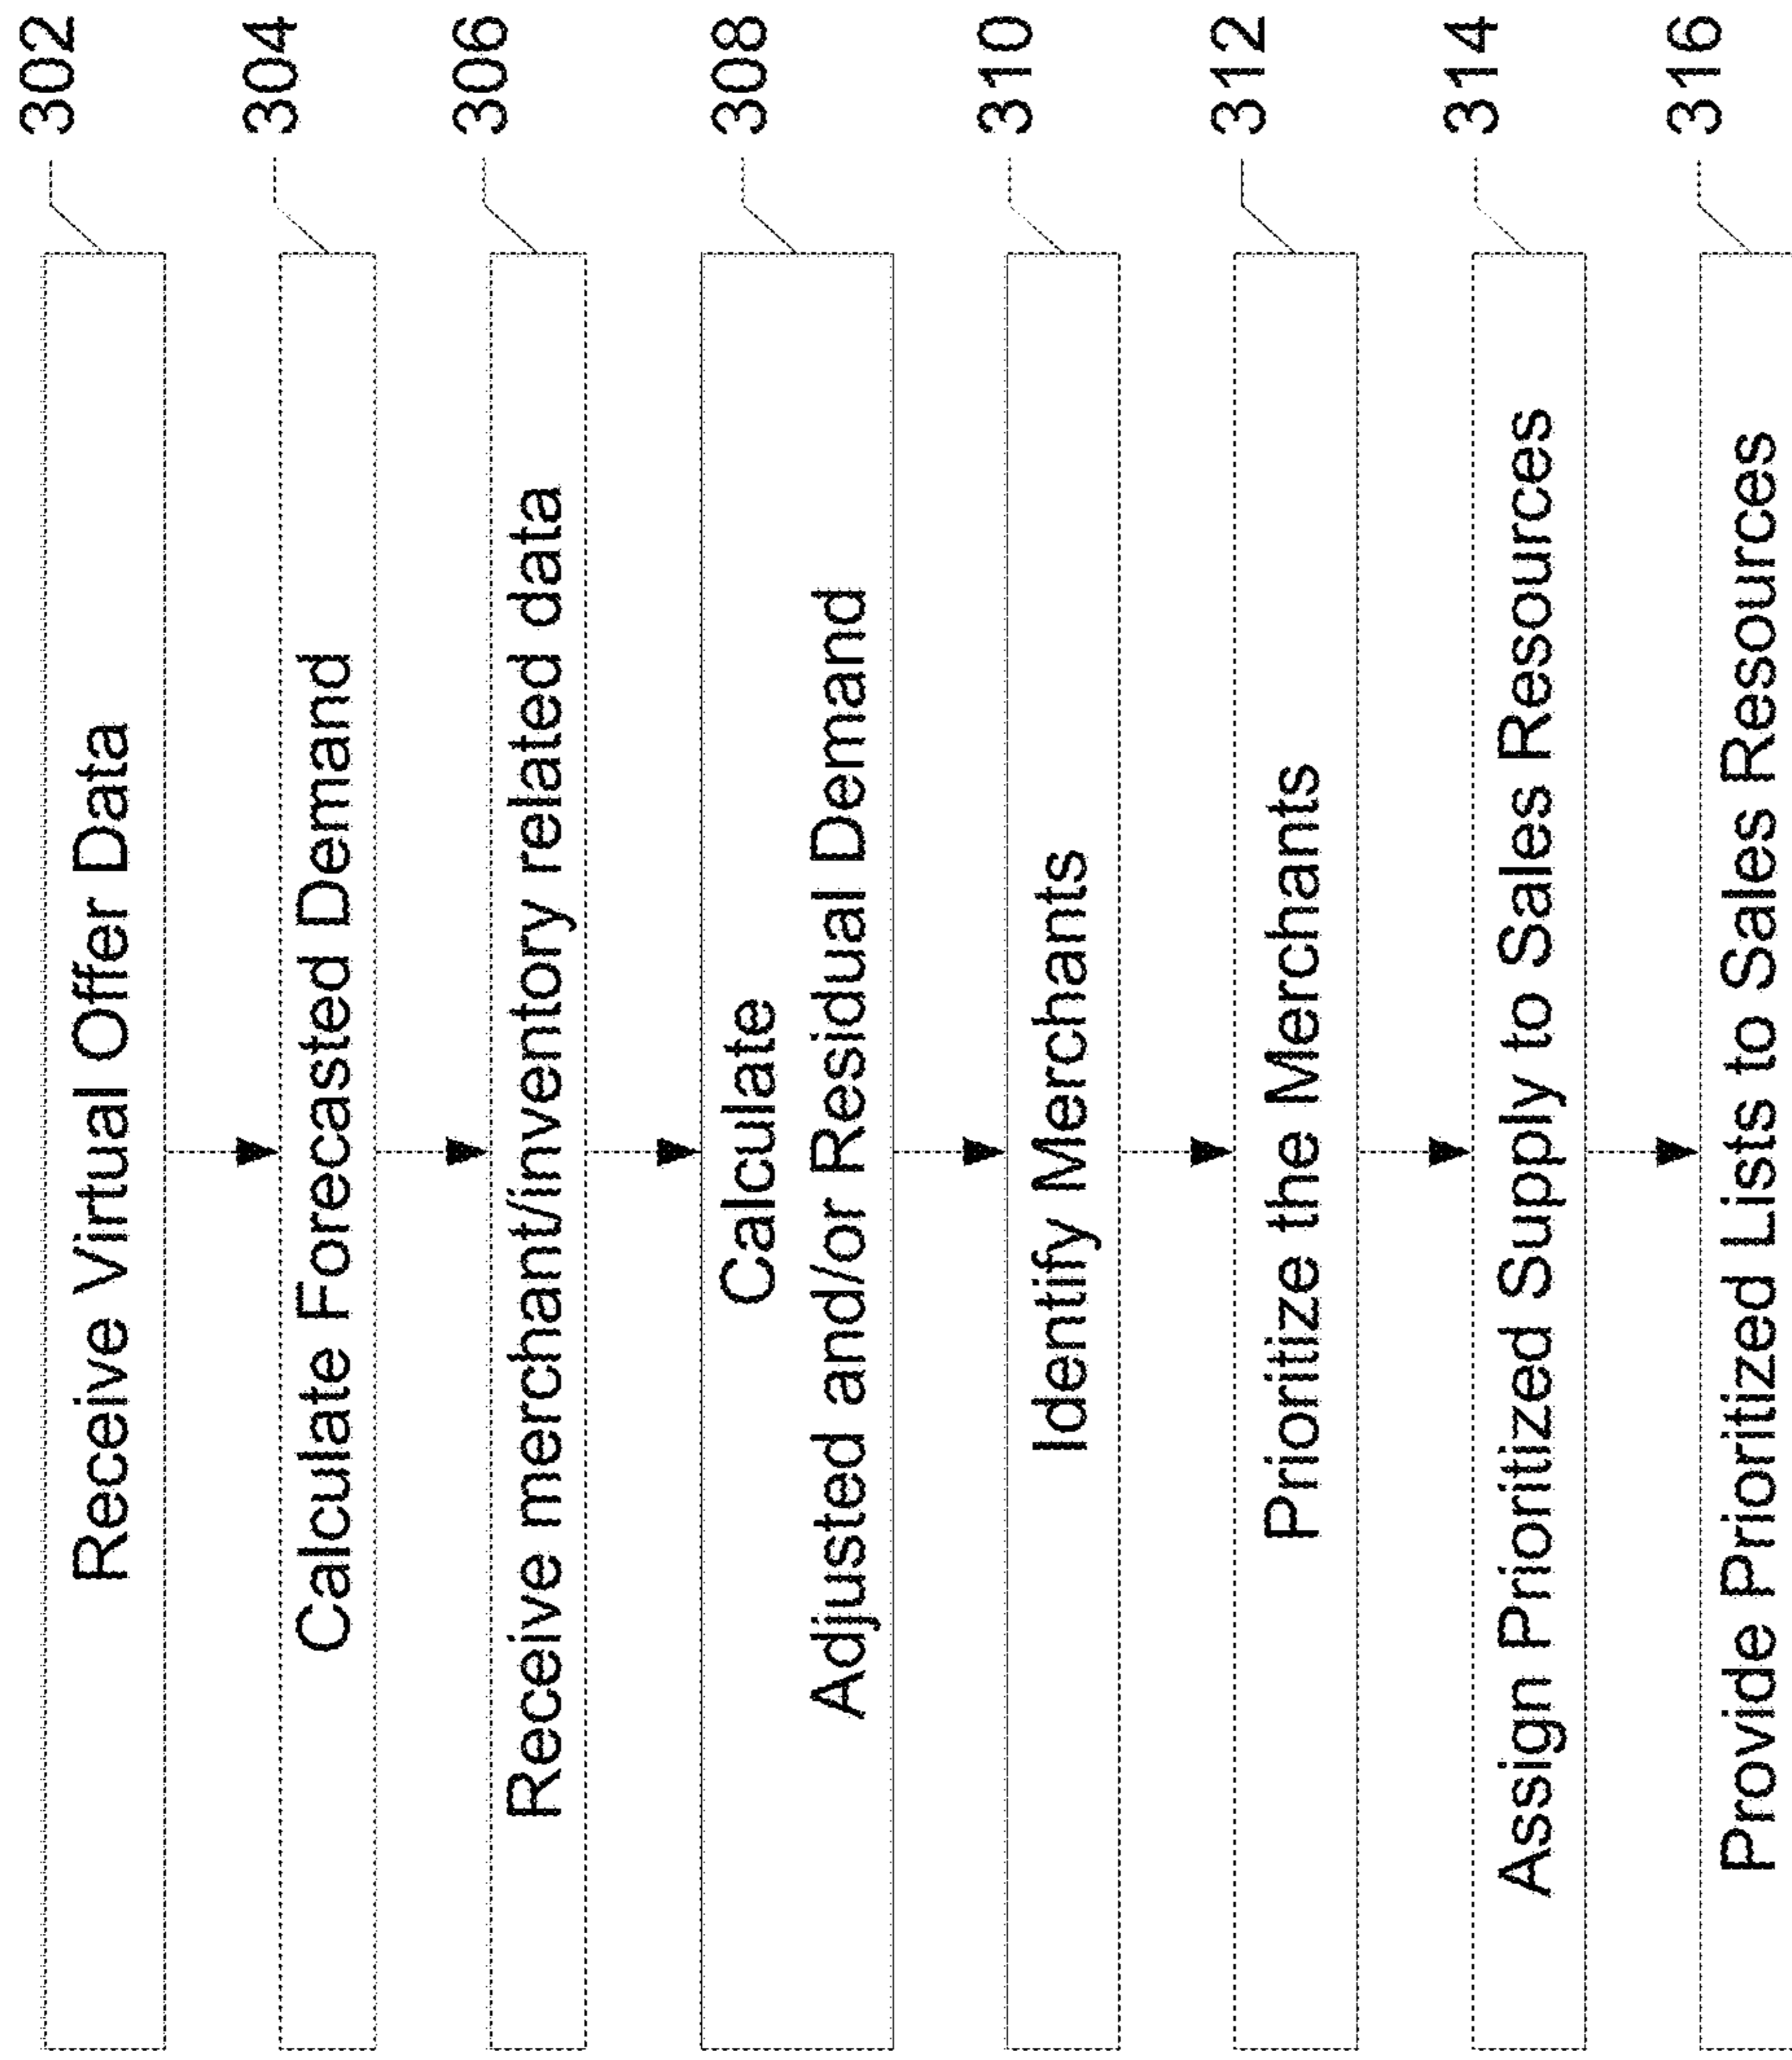 302
Receive Virtual Offer Data
304
Calculate Forecasted Demand
306
Receive merchant/inventory related data
308
Calculate
Adjusted and/or Residual Demand
310
Identify Merchants
312
Prioritize the Merchants
314
Assign Prioritized Supply to Sales Resources
316
Provide Prioritized Lists to Sales Resources